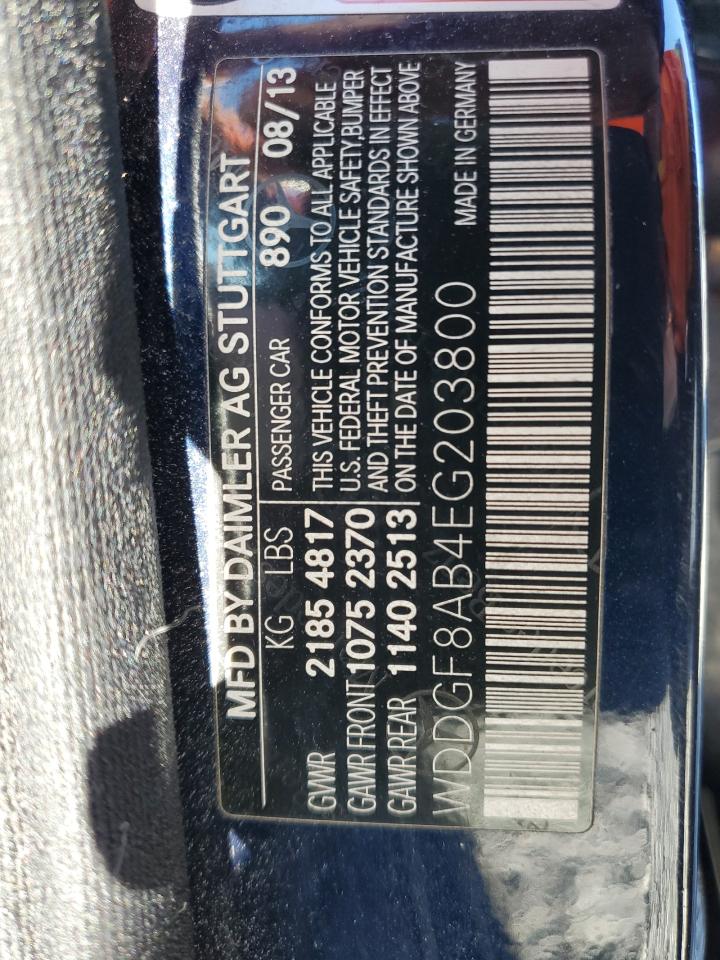 MFD BY DAIMLER AG STUTTGART
KG LBS PASSENGER CAR 890 08/13
GVWR 2185 4817
GAWR FRONT 1075 2370
GAWR REAR 1140 2513
THIS VEHICLE CONFORMS TO ALL APPLICABLE
U.S. FEDERAL MOTOR VEHICLE SAFETY,BUMPER
AND THEFT PREVENTION STANDARDS IN EFFECT
ON THE DATE OF MANUFACTURE SHOWN ABOVE
WDDGF8AB4EG203800 MADE IN GERMANY